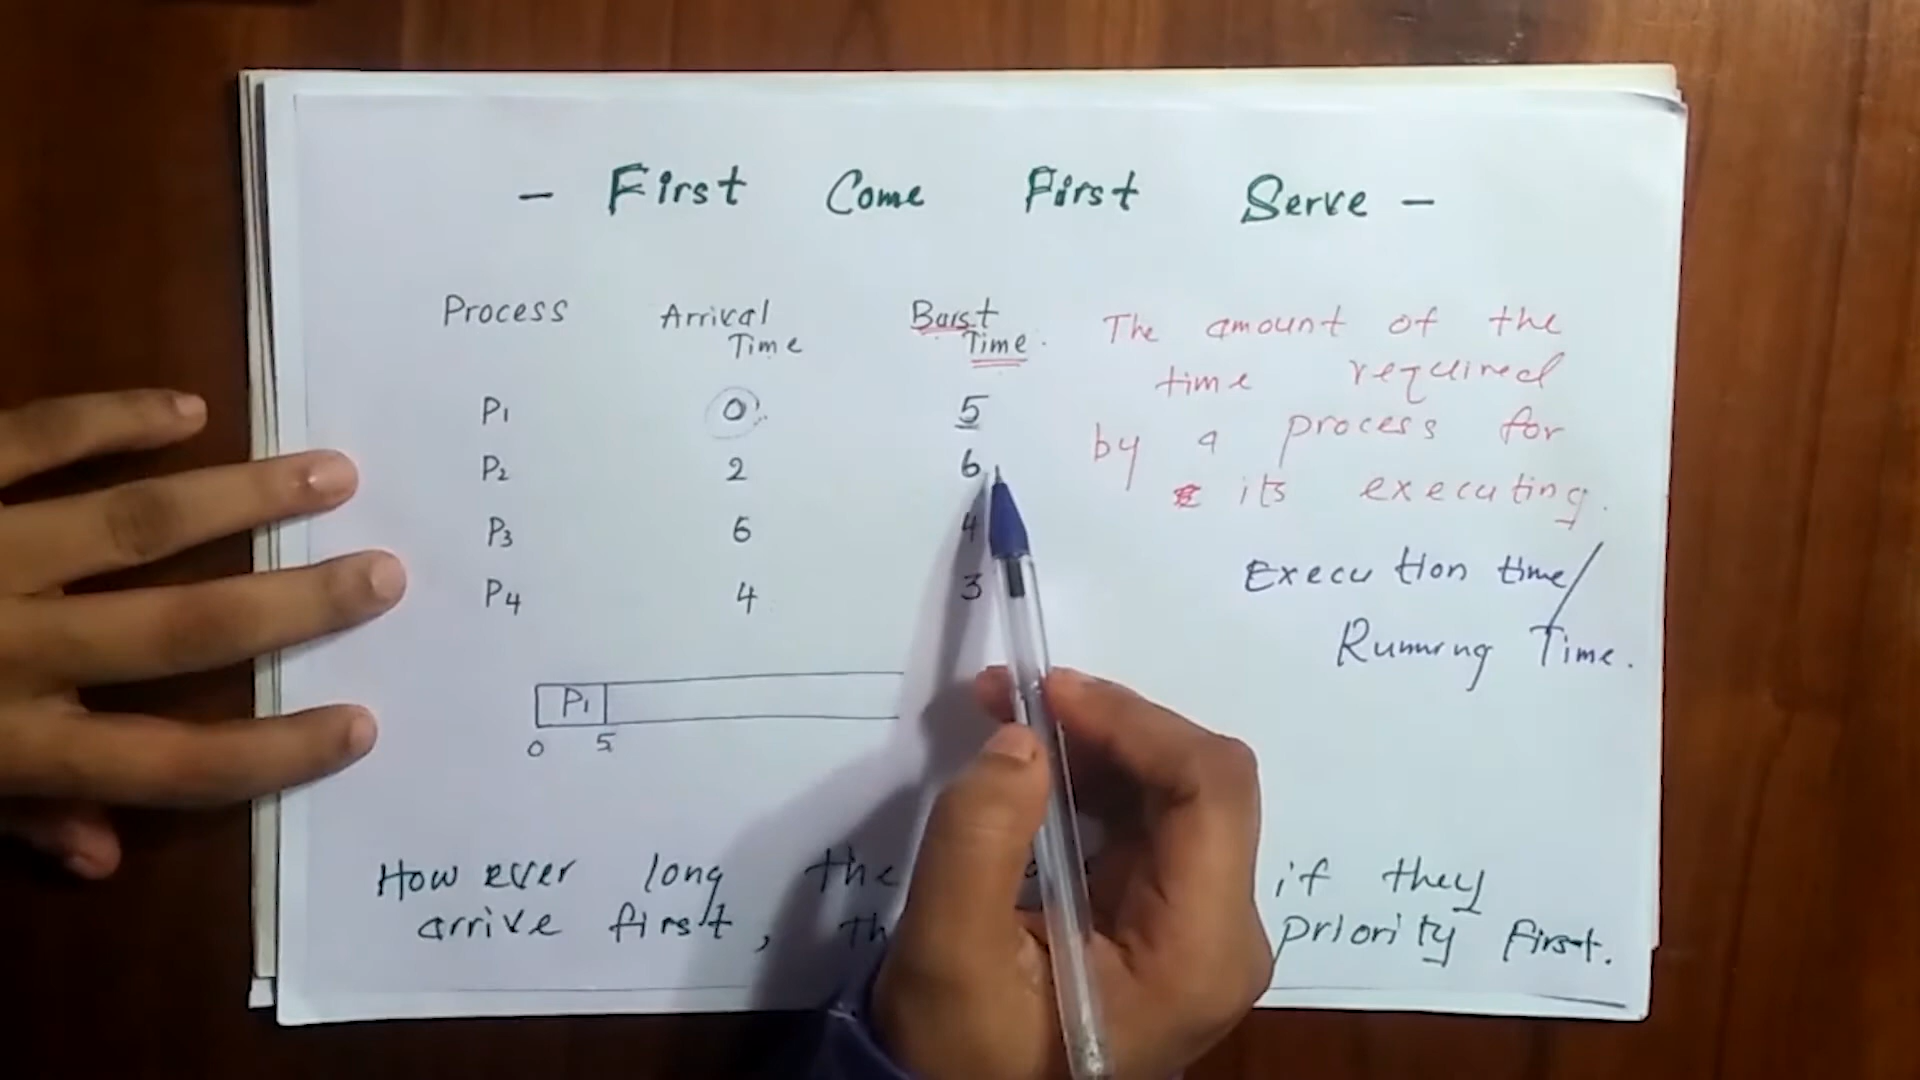 - First Come First Serve -
Process Arrival Time Burst Time.
P1 0 5
P2 2 6
P3 6 4
P4 4 3
The amount of the
time required
by a process for
its executing.
Execution time/
Running Time.
P1
0 5
However long the if they
arrive first, priority first.